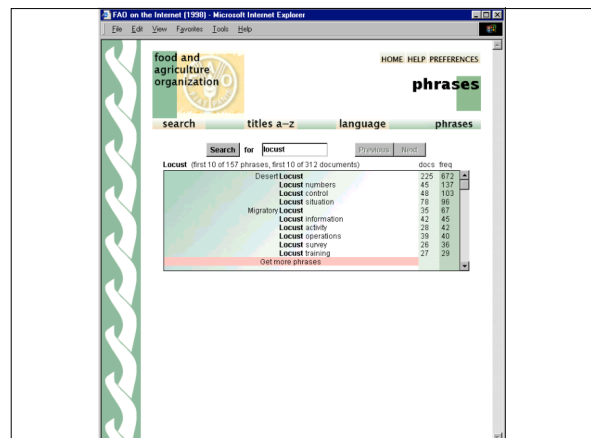 FAO on the Internet (1998) - Microsoft Internet Explorer
File Edit View Favorites Tools Help
food and
agriculture
organization
HOME HELP PREFERENCES
phrases
search titles a–z language phrases
Search for locust Previous Next
Locust (first 10 of 157 phrases, first 10 of 312 documents) docs freq
Desert Locust 225 672
Locust numbers 45 137
Locust control 48 103
Locust situation 78 96
Migratory Locust 35 67
Locust information 42 45
Locust activity 28 42
Locust operations 39 40
Locust survey 26 36
Locust training 27 29
Get more phrases